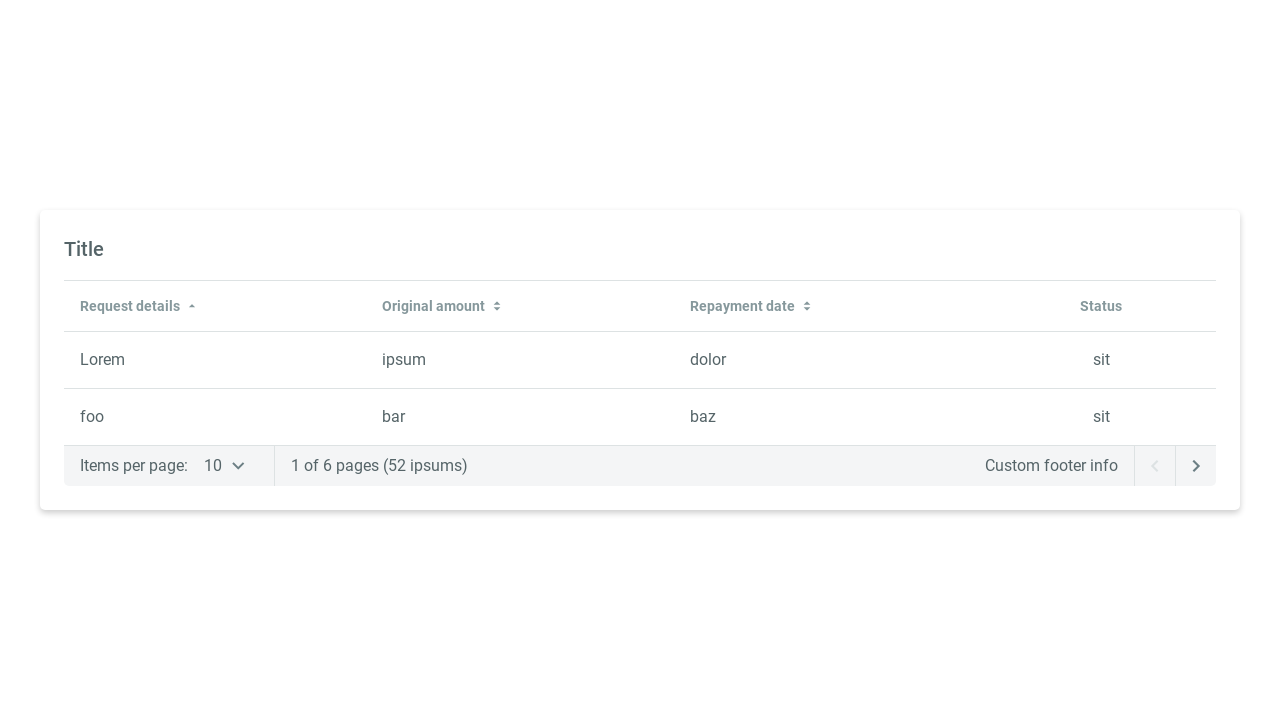 Title
Request details Original amount Repayment date Status
Lorem ipsum dolor sit
foo bar baz sit
Items per page: 10 1 of 6 pages (52 ipsums) Custom footer info